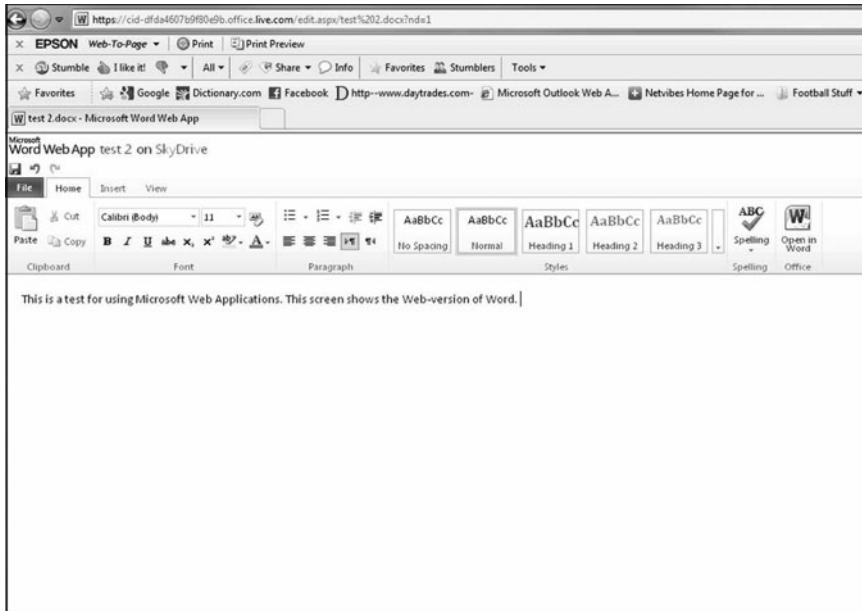 https://cid-dfda4607b9f80e9b.office.live.com/edit.aspx/test%202.docx?nd=1
EPSON Web-To-Page Print Print Preview
Stumble I like it! All Share Info Favorites Stumblers Tools
Favorites Google Dictionary.com Facebook http--www.daytrades.com- Microsoft Outlook Web A... Netvibes Home Page for ... Football Stuff
test 2.docx - Microsoft Word Web App
Microsoft
Word Web App test 2 on SkyDrive
File Home Insert View
Cut Calibri (Body) 11 AaBbCc AaBbCc AaBbCc AaBbCc AaBbCc ABC W
Paste Copy B I U abc X, X' ab A No Spacing Normal Heading 1 Heading 2 Heading 3 Spelling Open in Word
Clipboard Font Paragraph Styles Spelling Office
This is a test for using Microsoft Web Applications. This screen shows the Web-version of Word.